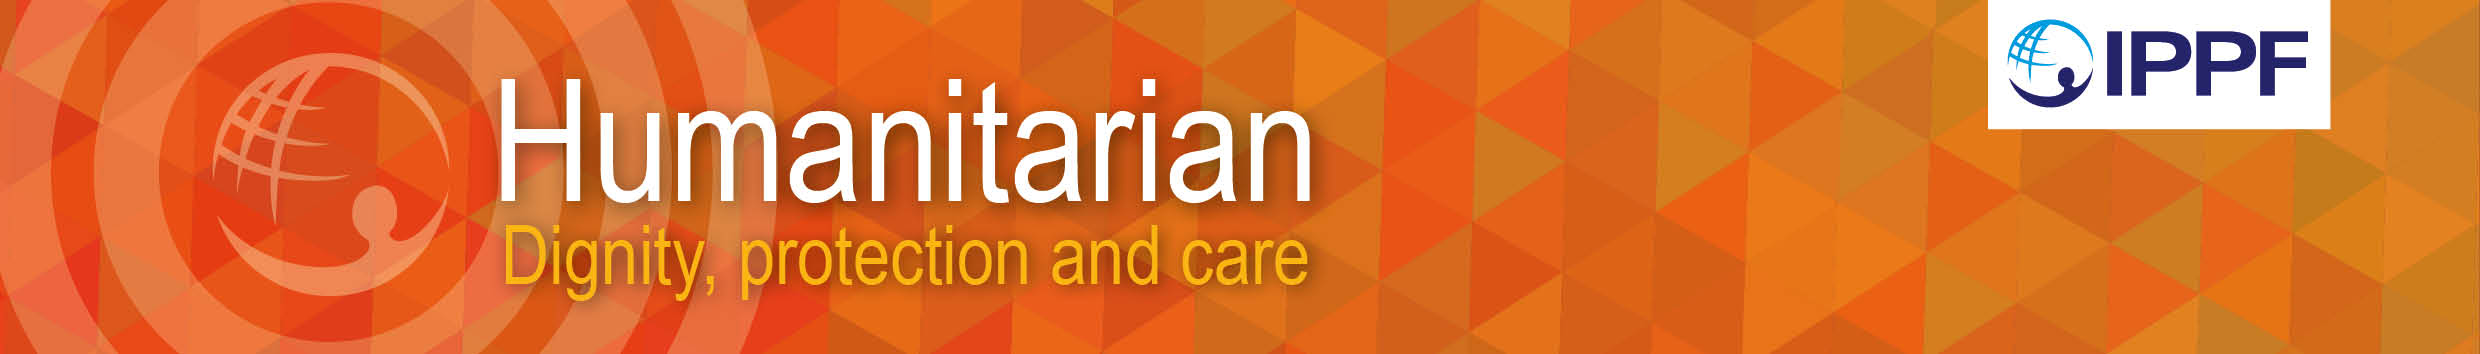 Humanitarian
Dignity, protection and care
IPPF